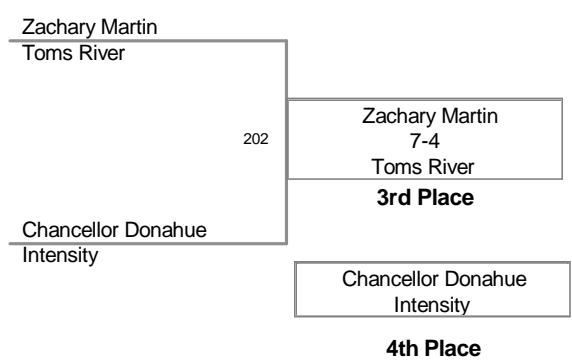 Zachary Martin
Toms River
202
Zachary Martin
7-4
Toms River
3rd Place
Chancellor Donahue
Intensity
Chancellor Donahue
Intensity
4th Place